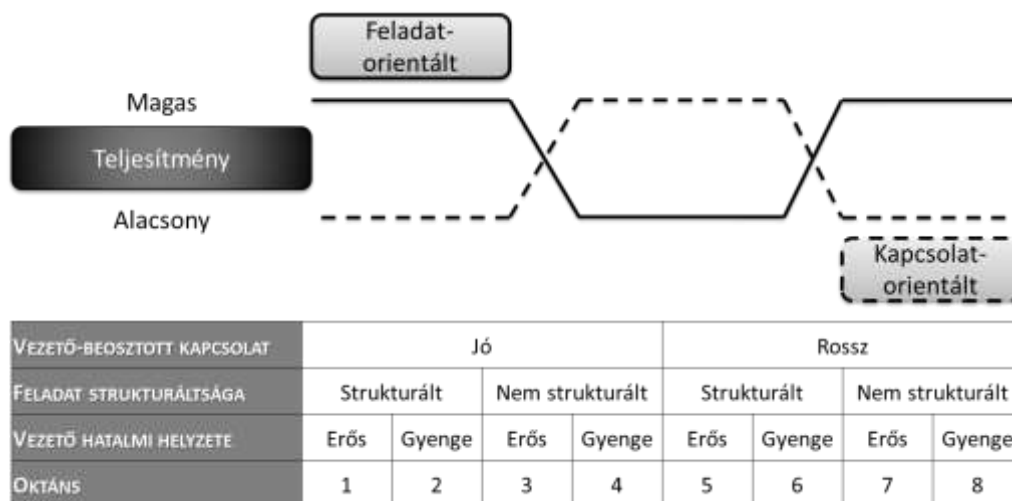 Feladat-
orientált
Magas
Teljesítmény
Alacsony
Kapcsolat-
orientált
VEZETŐ-BEOSZTOTT KAPCSOLAT Jó Rossz
FELADAT STRUKTURÁLTSÁGA Strukturált Nem strukturált Strukturált Nem strukturált
VEZETŐ HATALMI HELYZETE Erős Gyenge Erős Gyenge Erős Gyenge Erős Gyenge
OKTÁNS 1 2 3 4 5 6 7 8